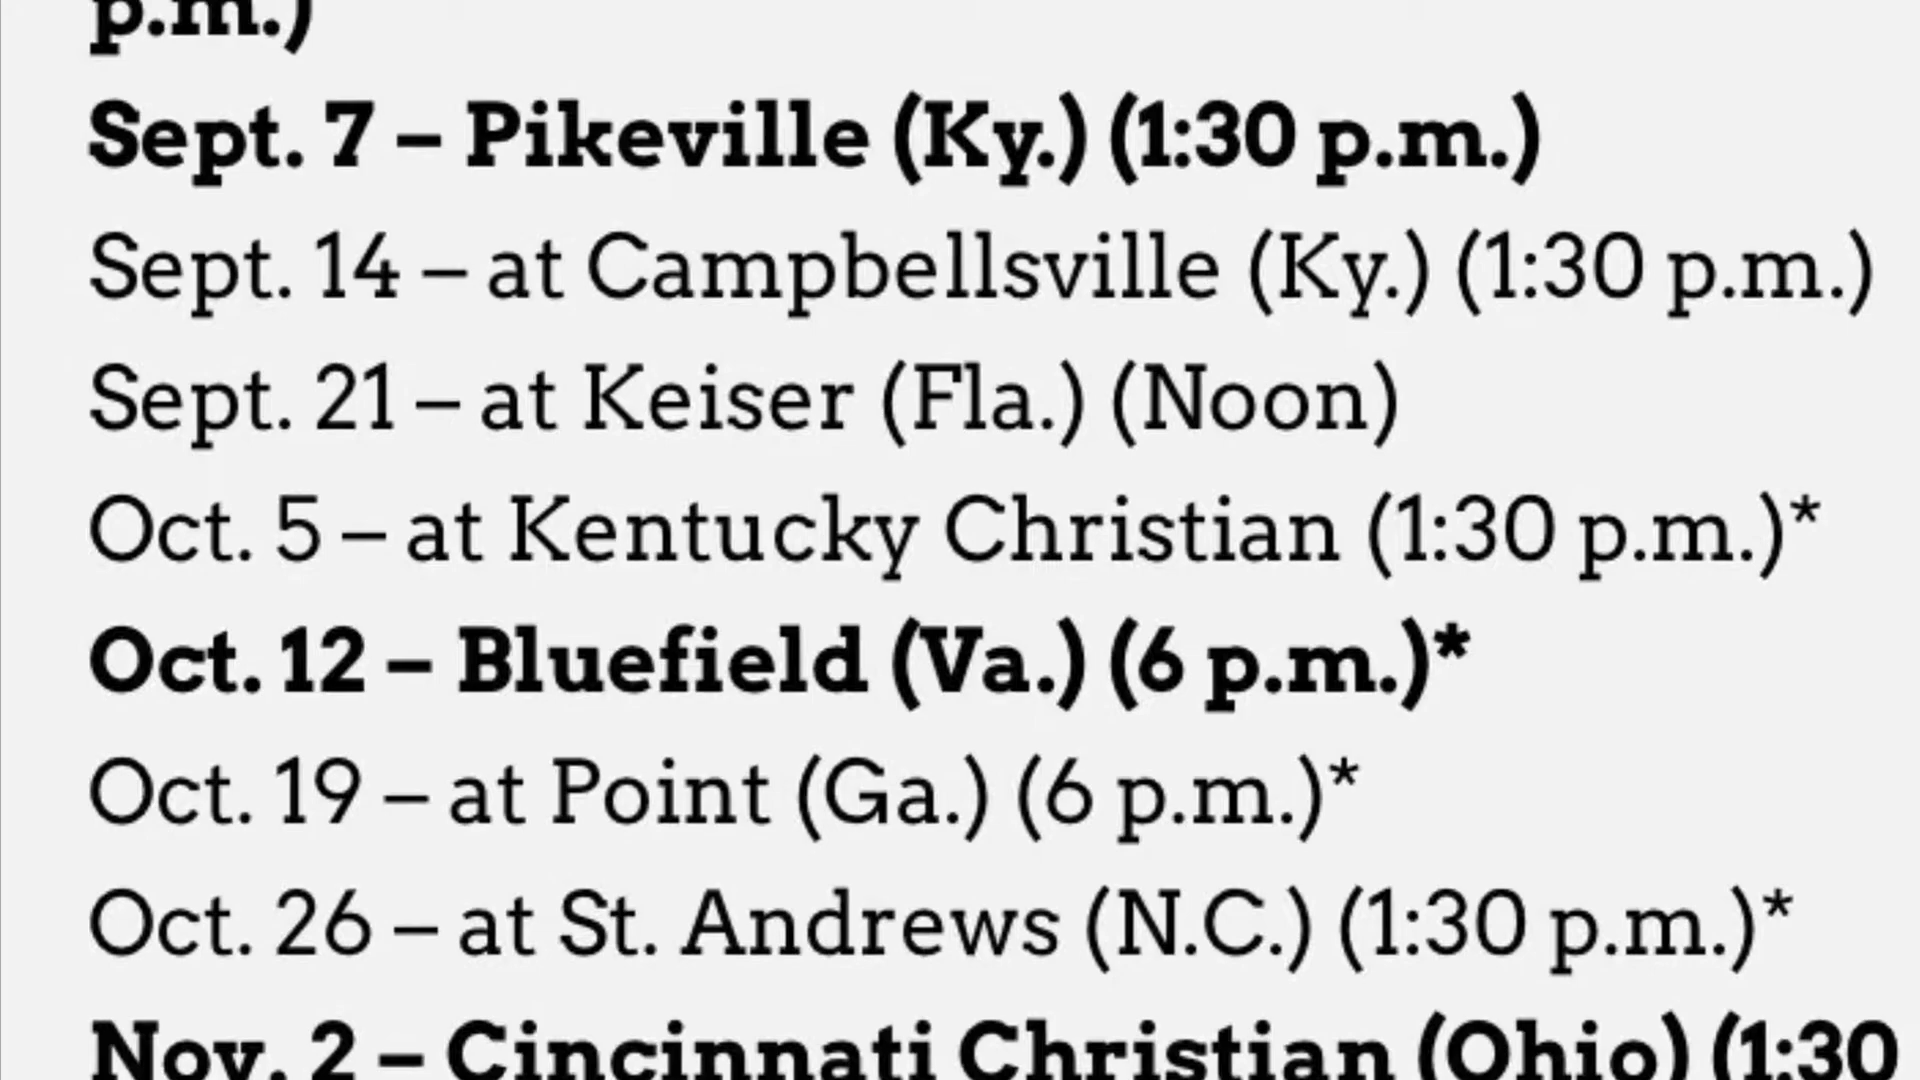 p.m.)
Sept. 7 – Pikeville (Ky.) (1:30 p.m.)
Sept. 14 – at Campbellsville (Ky.) (1:30 p.m.)
Sept. 21 – at Keiser (Fla.) (Noon)
Oct. 5 – at Kentucky Christian (1:30 p.m.)*
Oct. 12 – Bluefield (Va.) (6 p.m.)*
Oct. 19 – at Point (Ga.) (6 p.m.)*
Oct. 26 – at St. Andrews (N.C.) (1:30 p.m.)*
Nov. 2 – Cincinnati Christian (Ohio) (1:30